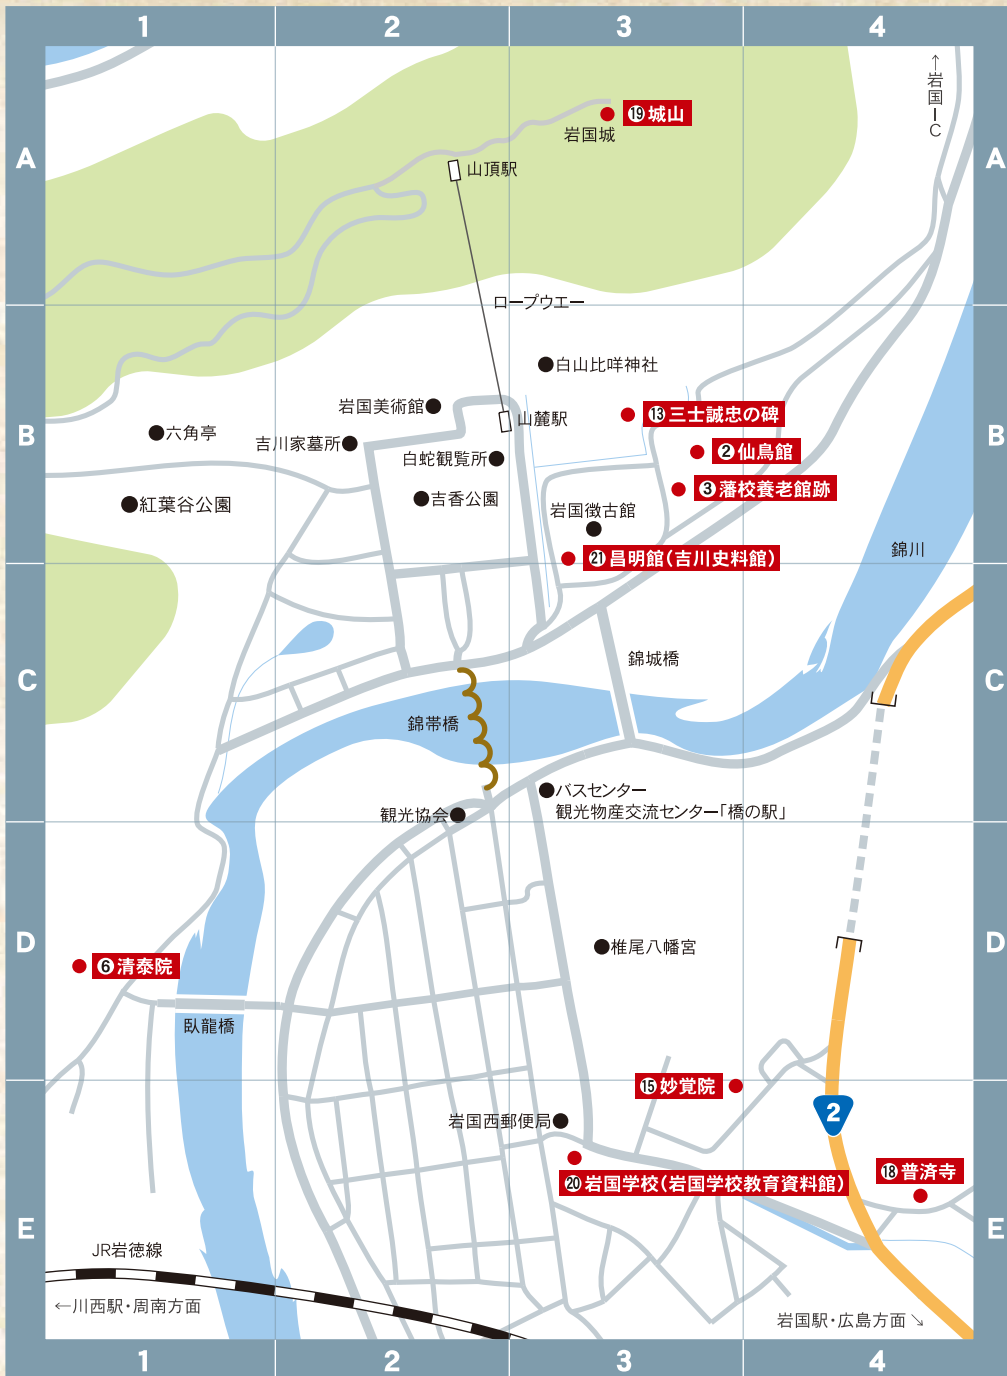 1
2
3
4
A
A
↑岩国IC
⑲城山
岩国城
山頂駅
ロープウエー
B
B
白山比咩神社
岩国美術館
山麓駅
⑬三士誠忠の碑
六角亭
吉川家墓所
白蛇観覧所
②仙鳥館
吉香公園
③藩校養老館跡
紅葉谷公園
岩国徴古館
㉑昌明館(吉川史料館)
錦川
C
C
錦城橋
錦帯橋
バスセンター
観光物産交流センター「橋の駅」
観光協会
D
D
椎尾八幡宮
⑥清泰院
臥龍橋
⑮妙覚院
2
岩国西郵便局
⑱普済寺
⑳岩国学校(岩国学校教育資料館)
E
E
JR岩徳線
←川西駅・周南方面
岩国駅・広島方面↘
1
2
3
4